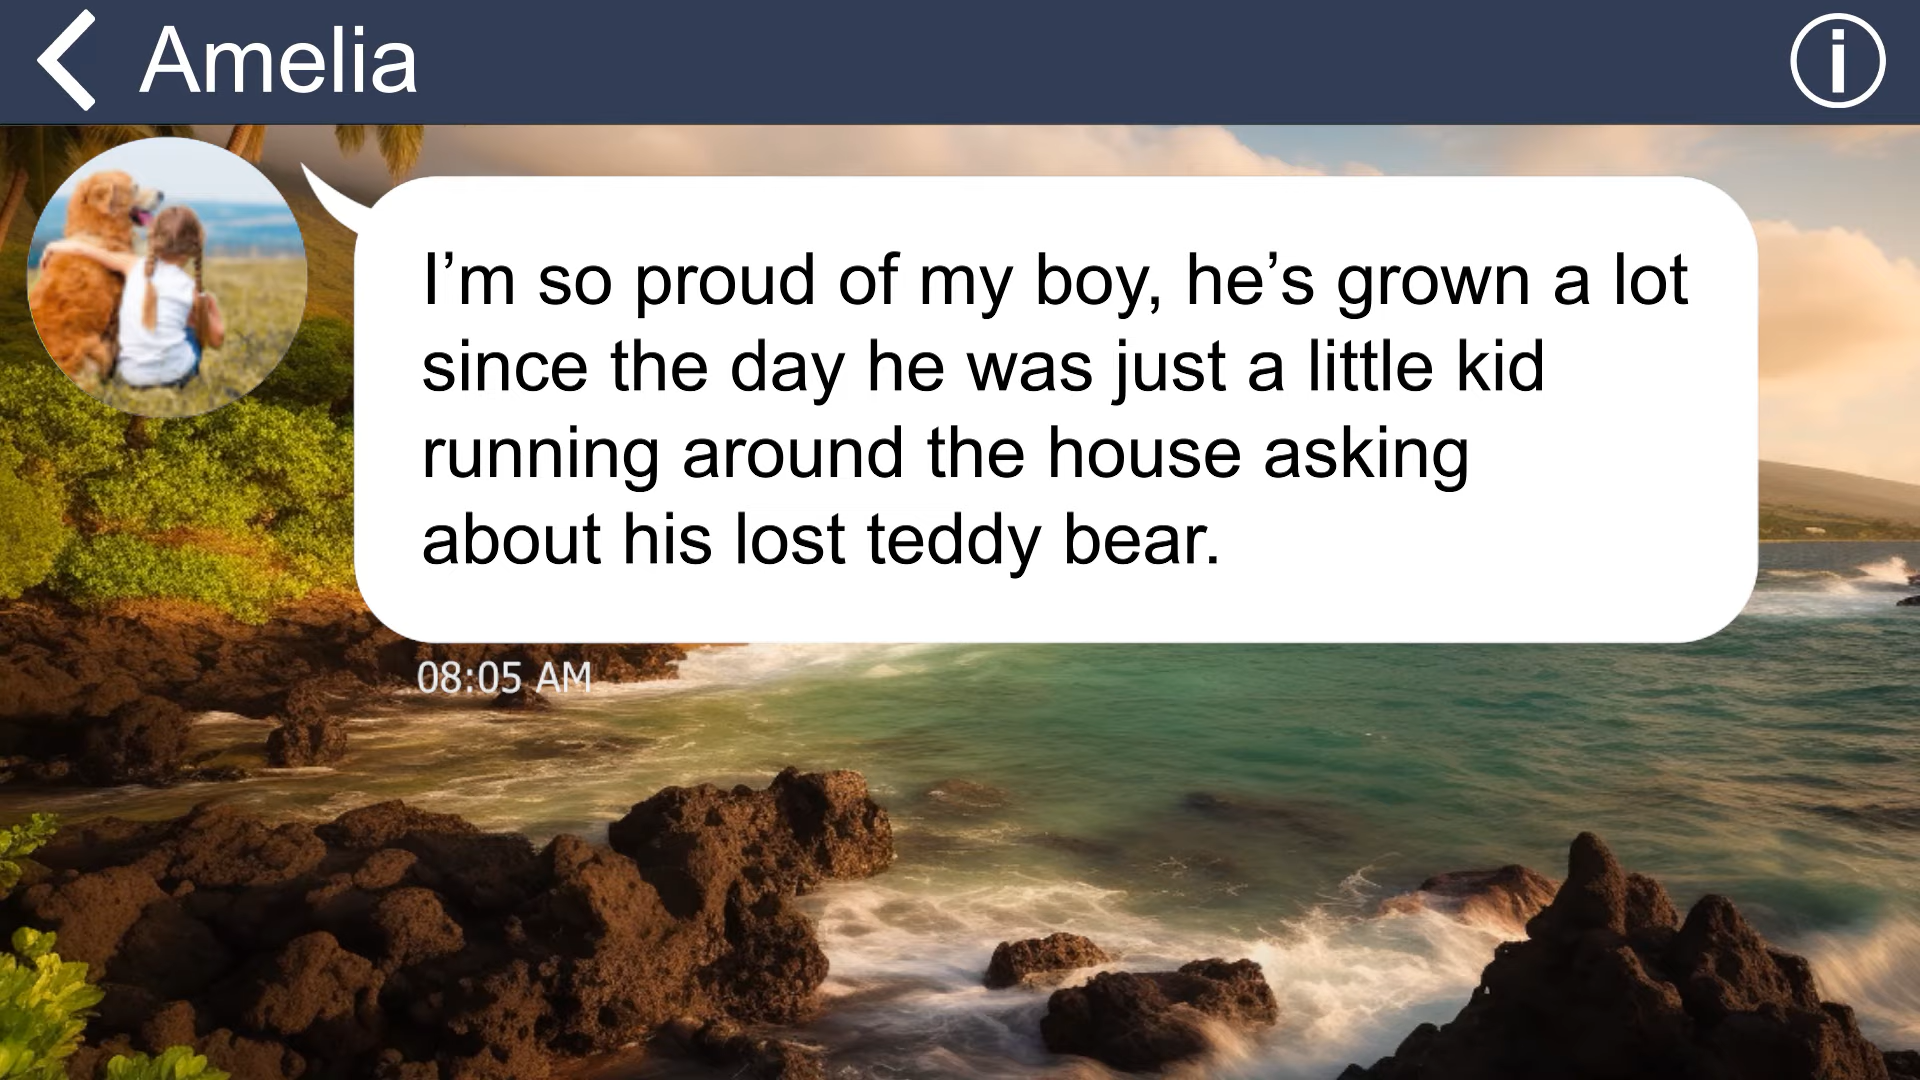 Amelia
I’m so proud of my boy, he’s grown a lot
since the day he was just a little kid
running around the house asking
about his lost teddy bear.
08:05 AM